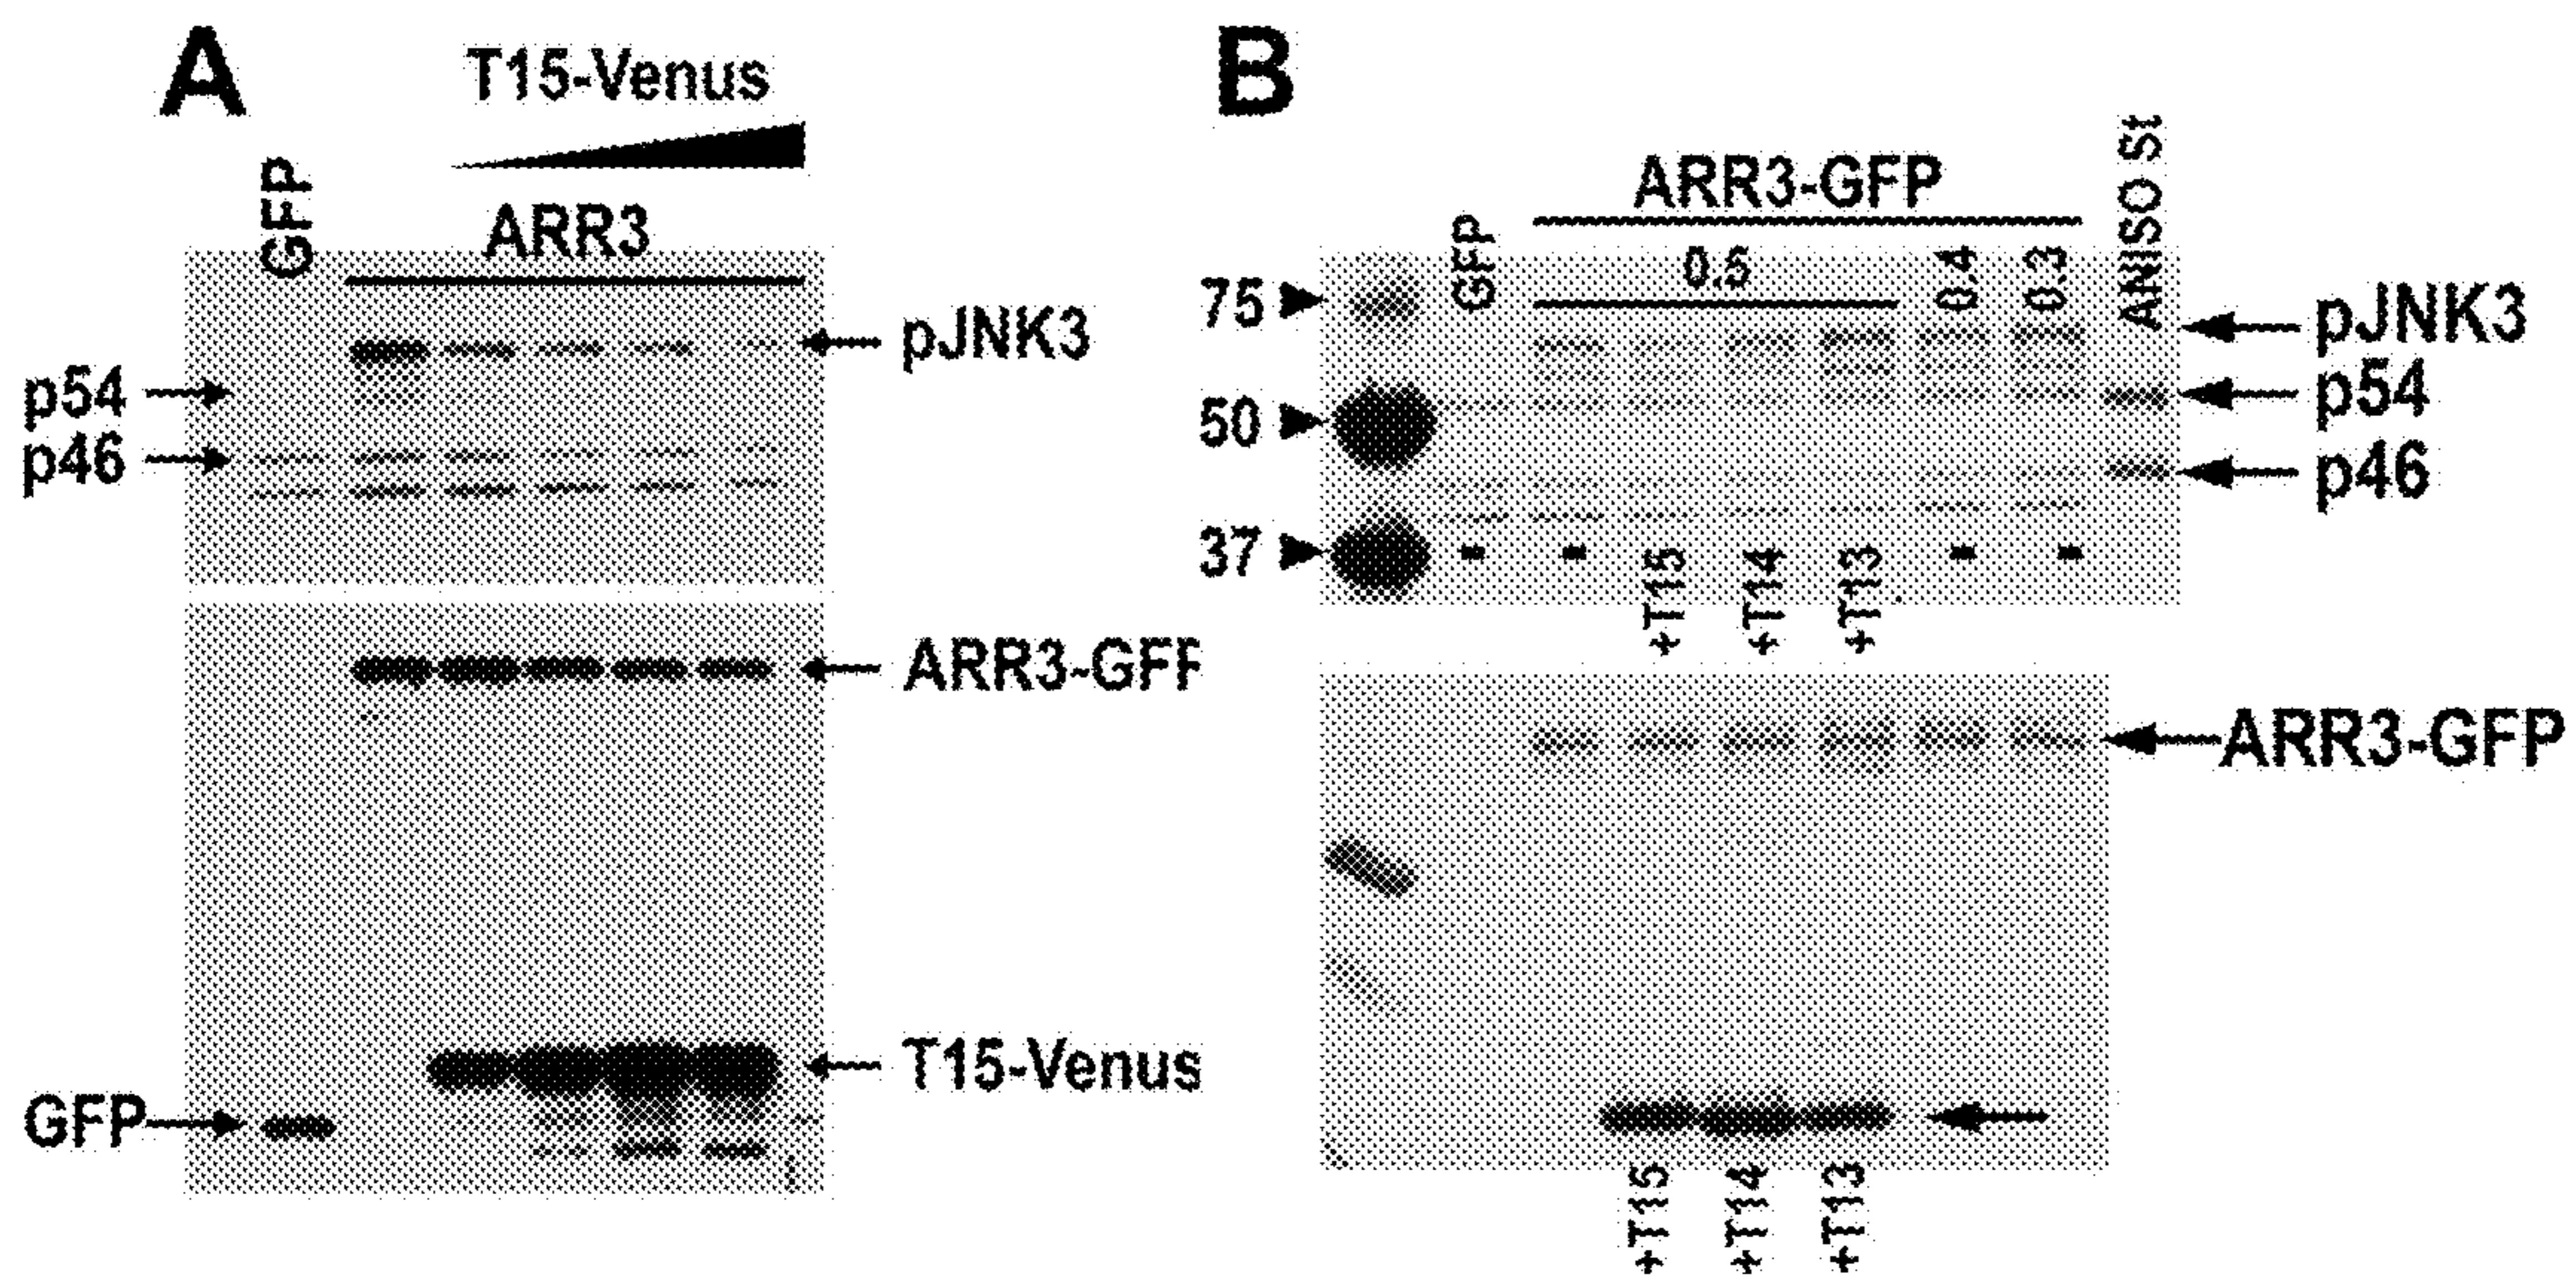 A
T15-Venus
GFP
ARR3
pJNK3
p54
p46
ARR3-GFF
T15-Venus
GFP
B
ARR3-GFP
ANISO St
GFP
0.5
0.4
0.3
75
50
37
pJNK3
p54
p46
- - +T15 +T14 +T13 - -
ARR3-GFP
+T15 +T14 +T13